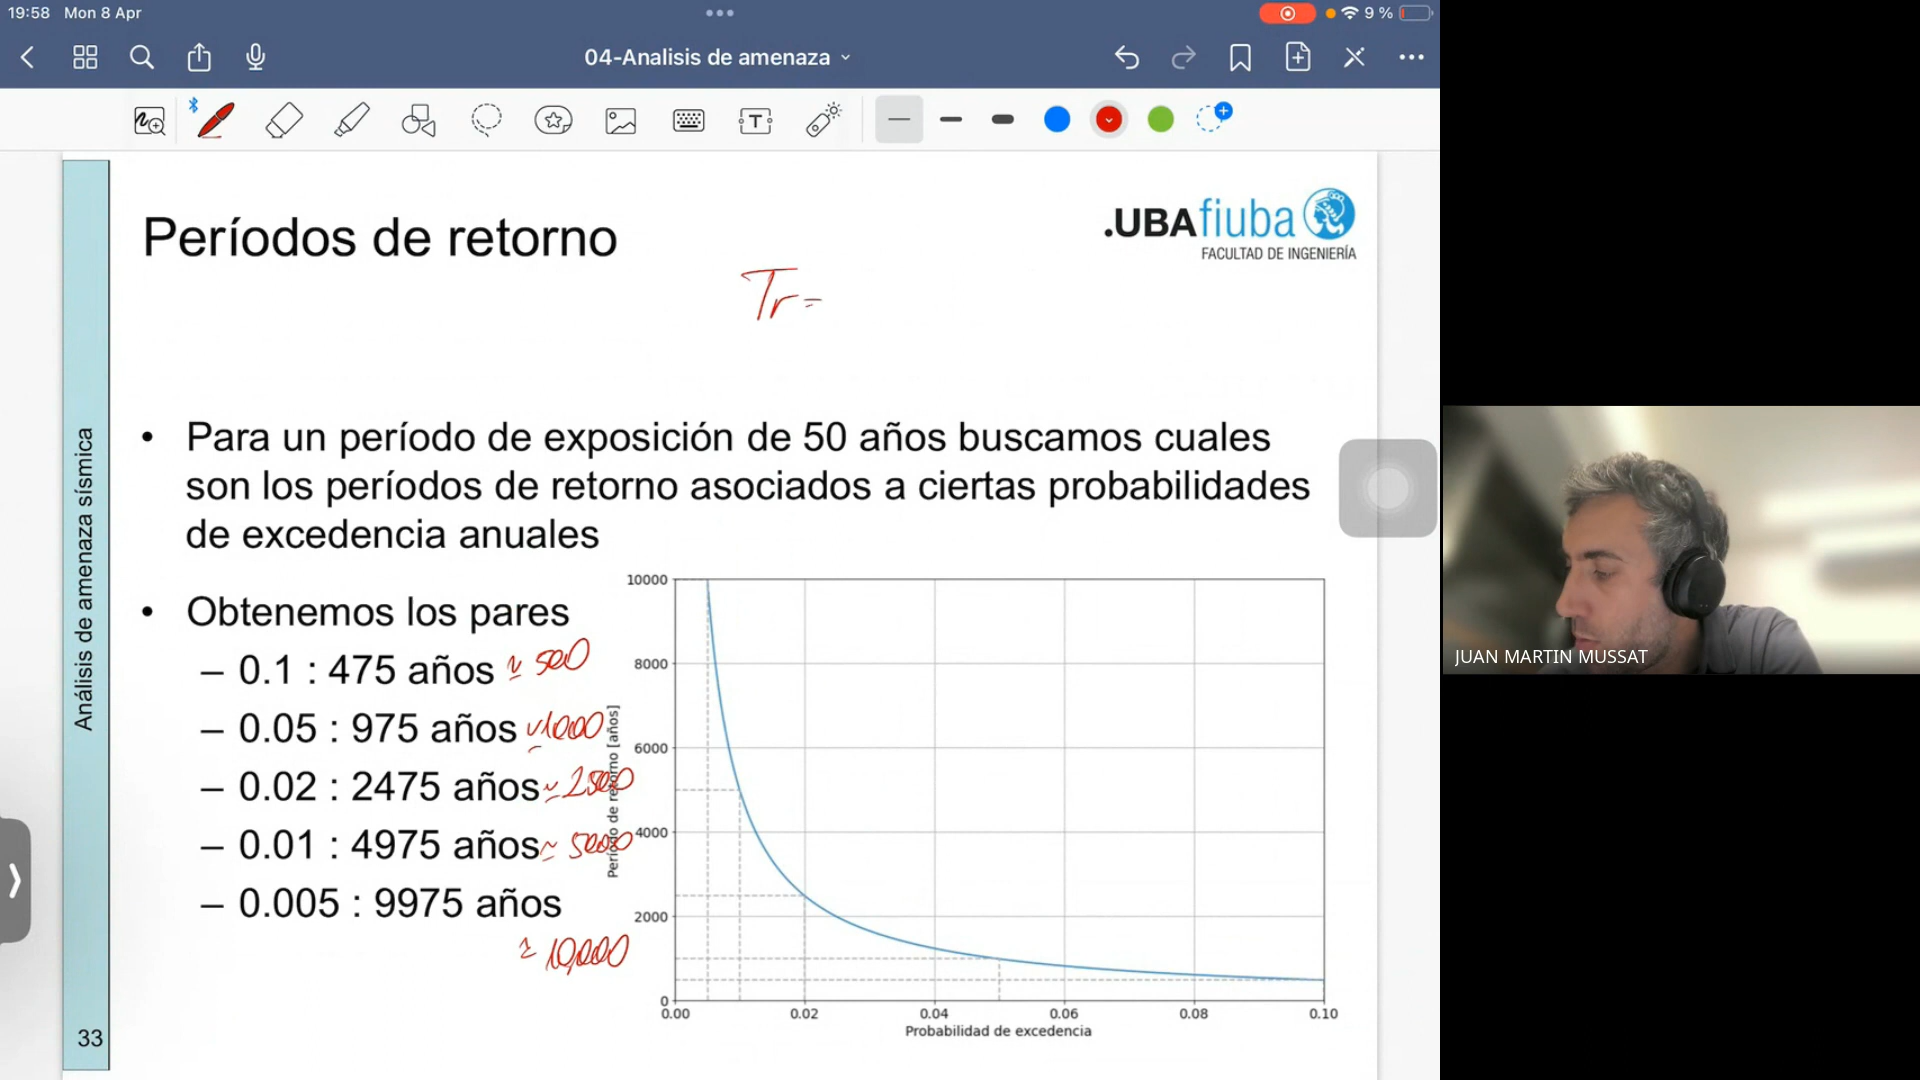 19:58 Mon 8 Apr
9 %
04-Analisis de amenaza
T
Períodos de retorno
.UBAfiuba
FACULTAD DE INGENIERÍA
Tr=
Para un período de exposición de 50 años buscamos cuales
son los períodos de retorno asociados a ciertas probabilidades
de excedencia anuales
Obtenemos los pares
– 0.1 : 475 años ≈ 500
– 0.05 : 975 años ≈ 1000
– 0.02 : 2475 años ≈ 2500
– 0.01 : 4975 años ≈ 5000
– 0.005 : 9975 años
≈ 10,000
Período de retorno [años]
10000
8000
6000
4000
2000
0
0.00 0.02 0.04 0.06 0.08 0.10
Probabilidad de excedencia
Análisis de amenaza sísmica
33
JUAN MARTIN MUSSAT